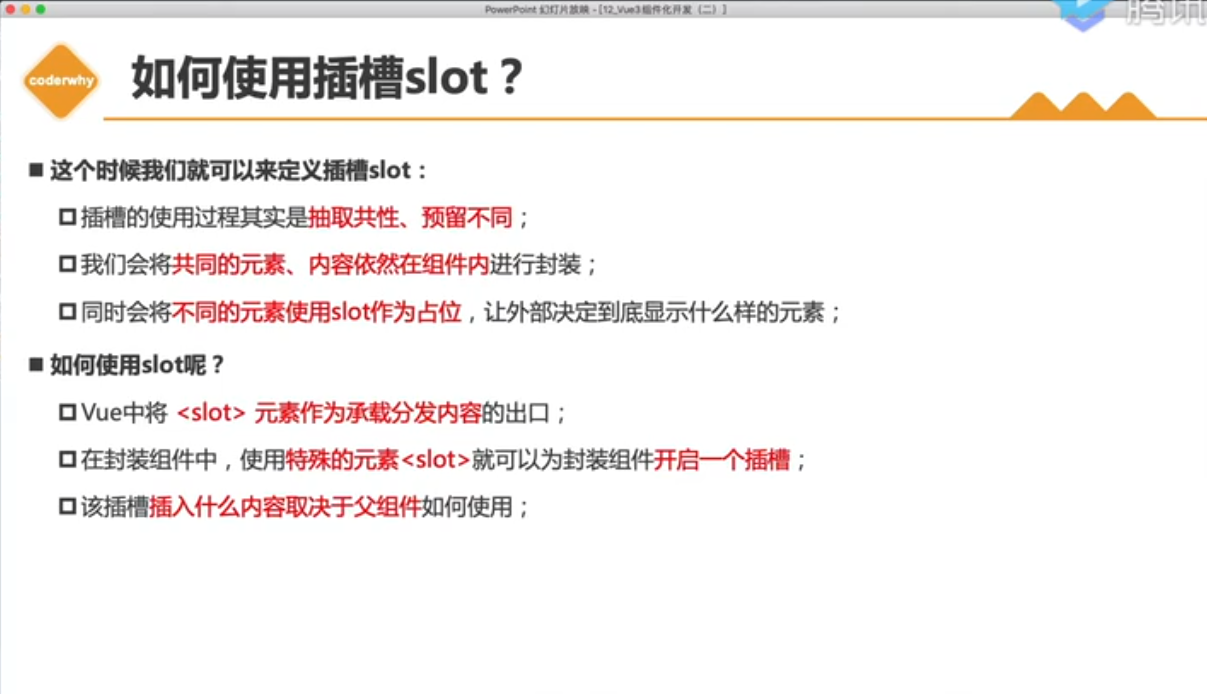 PowerPoint 幻灯片放映 - [12_Vue3组件化开发（二）]
腾讯
coderwhy
如何使用插槽slot？
这个时候我们就可以来定义插槽slot：
插槽的使用过程其实是抽取共性、预留不同；
我们会将共同的元素、内容依然在组件内进行封装；
同时会将不同的元素使用slot作为占位，让外部决定到底显示什么样的元素；
如何使用slot呢？
Vue中将 <slot> 元素作为承载分发内容的出口；
在封装组件中，使用特殊的元素<slot>就可以为封装组件开启一个插槽；
该插槽插入什么内容取决于父组件如何使用；